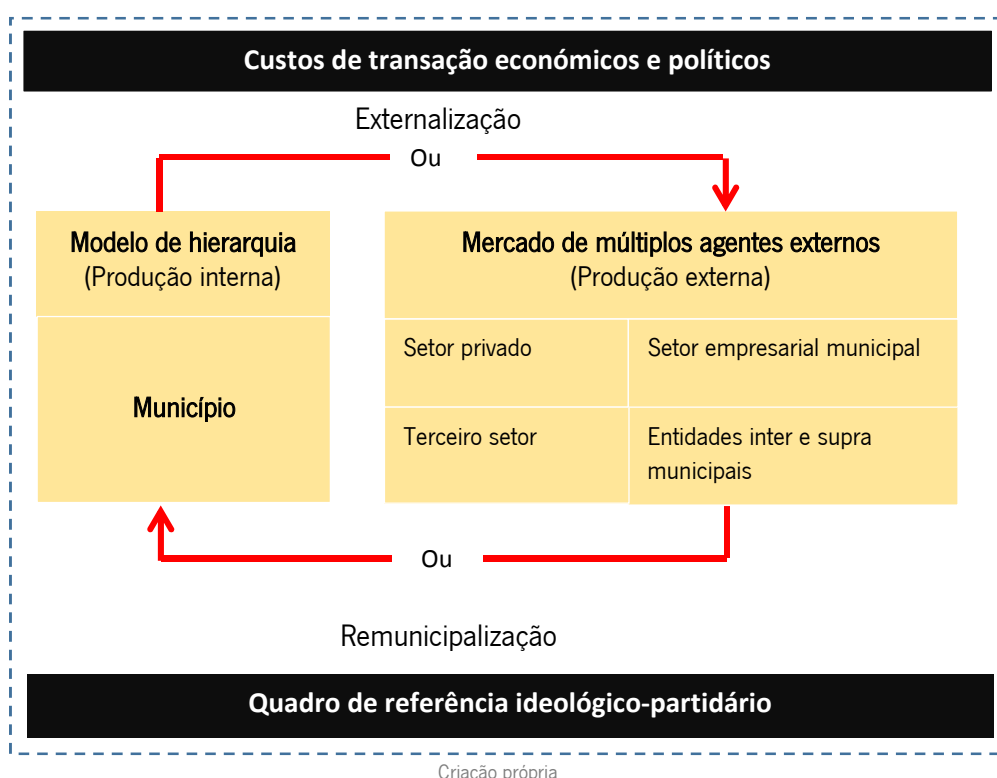 Custos de transação económicos e políticos
Externalização
Ou
Modelo de hierarquia
(Produção interna)
Mercado de múltiplos agentes externos
(Produção externa)
Município
Setor privado
Setor empresarial municipal
Terceiro setor
Entidades inter e supra
municipais
Ou
Remunicipalização
Quadro de referência ideológico-partidário
Criação própria